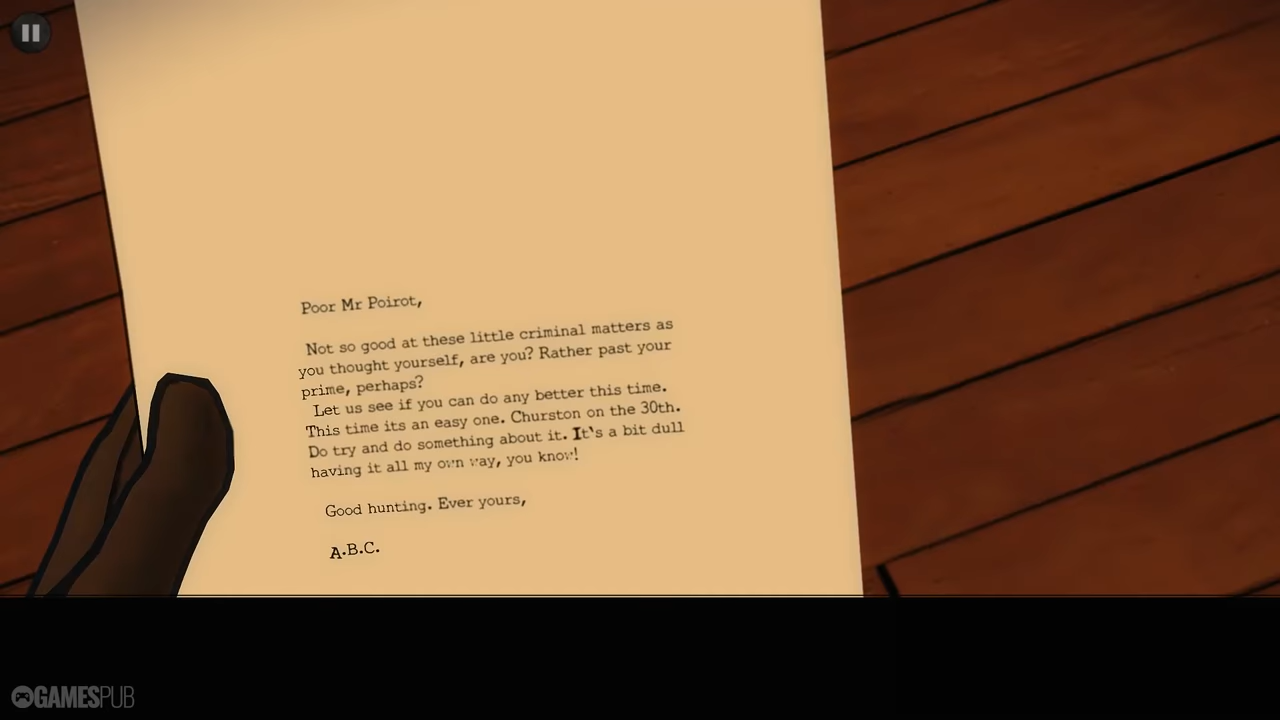 Poor Mr Poirot,
Not so good at these little criminal matters as
you thought yourself, are you? Rather past your
prime, perhaps?
Let us see if you can do any better this time.
This time its an easy one. Churston on the 30th.
Do try and do something about it. It's a bit dull
having it all my own way, you know!
Good hunting. Ever yours,
A.B.C.
GAMESPUB